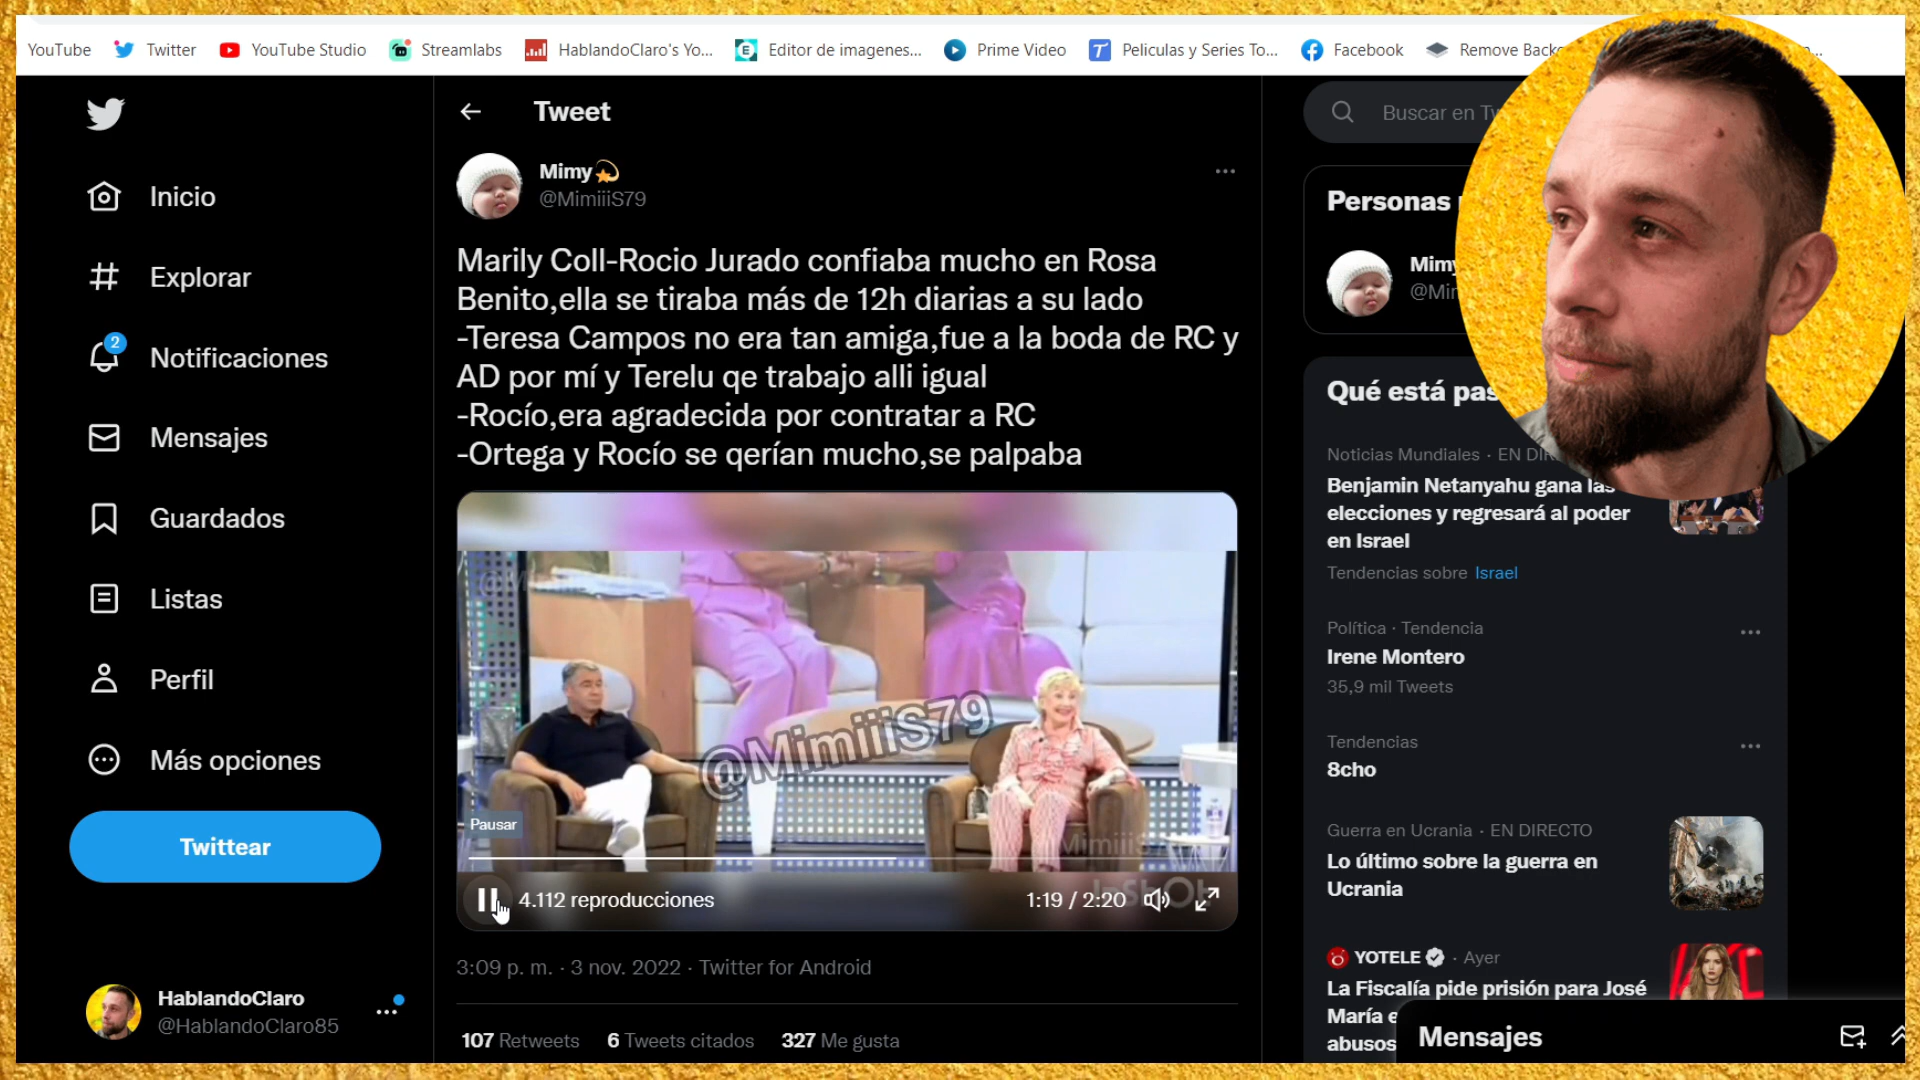 YouTube
Twitter
YouTube Studio
Streamlabs
HablandoClaro's Yo...
Editor de imagenes...
Prime Video
Peliculas y Series To...
Facebook
Remove
Inicio
Explorar
2
Notificaciones
Mensajes
Guardados
Listas
Perfil
Más opciones
Twittear
HablandoClaro
@HablandoClaro85
Tweet
Mimy
@MimiiiS79
Marily Coll-Rocio Jurado confiaba mucho en Rosa
Benito,ella se tiraba más de 12h diarias a su lado
-Teresa Campos no era tan amiga,fue a la boda de RC y
AD por mí y Terelu qe trabajo alli igual
-Rocío,era agradecida por contratar a RC
-Ortega y Rocío se qerían mucho,se palpaba
@MimiiiS79
Pausar
4.112 reproducciones
1:19 / 2:20
InShOt
3:09 p. m. · 3 nov. 2022 · Twitter for Android
107 Retweets 6 Tweets citados 327 Me gusta
Buscar en
Personas
Mimy
Qué está
Noticias Mundiales · EN
Benjamin Netanyahu gana las
elecciones y regresará al poder
en Israel
Tendencias sobre Israel
Política · Tendencia
Irene Montero
35,9 mil Tweets
Tendencias
8cho
Guerra en Ucrania · EN DIRECTO
Lo último sobre la guerra en
Ucrania
YOTELE · Ayer
La Fiscalía pide prisión para José
María
abusos
Mensajes